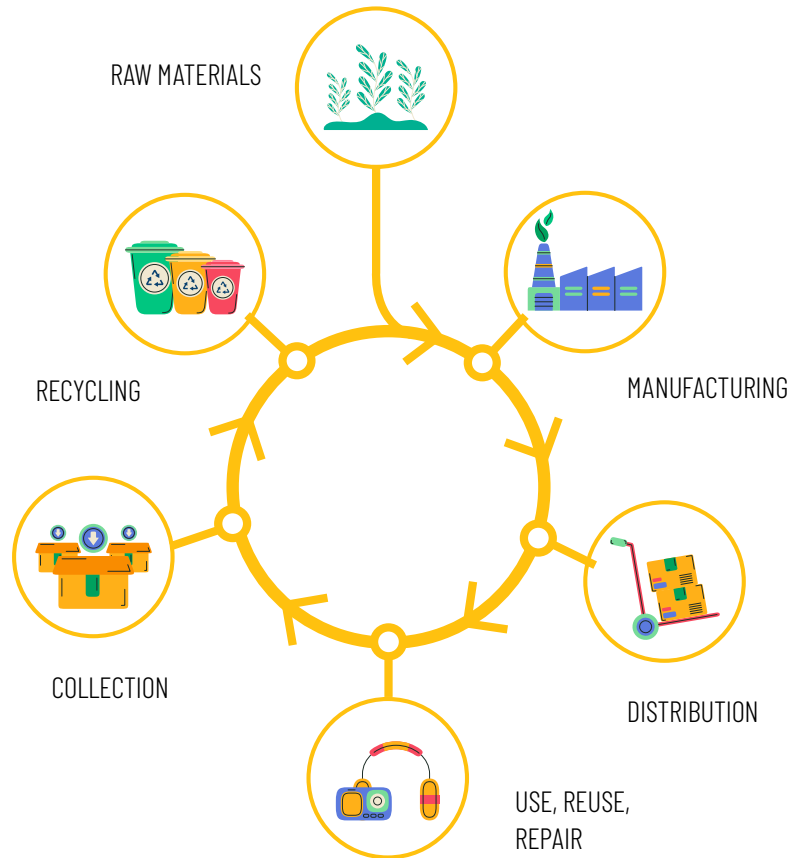 RAW MATERIALS
RECYCLING
MANUFACTURING
COLLECTION
DISTRIBUTION
USE, REUSE,
REPAIR